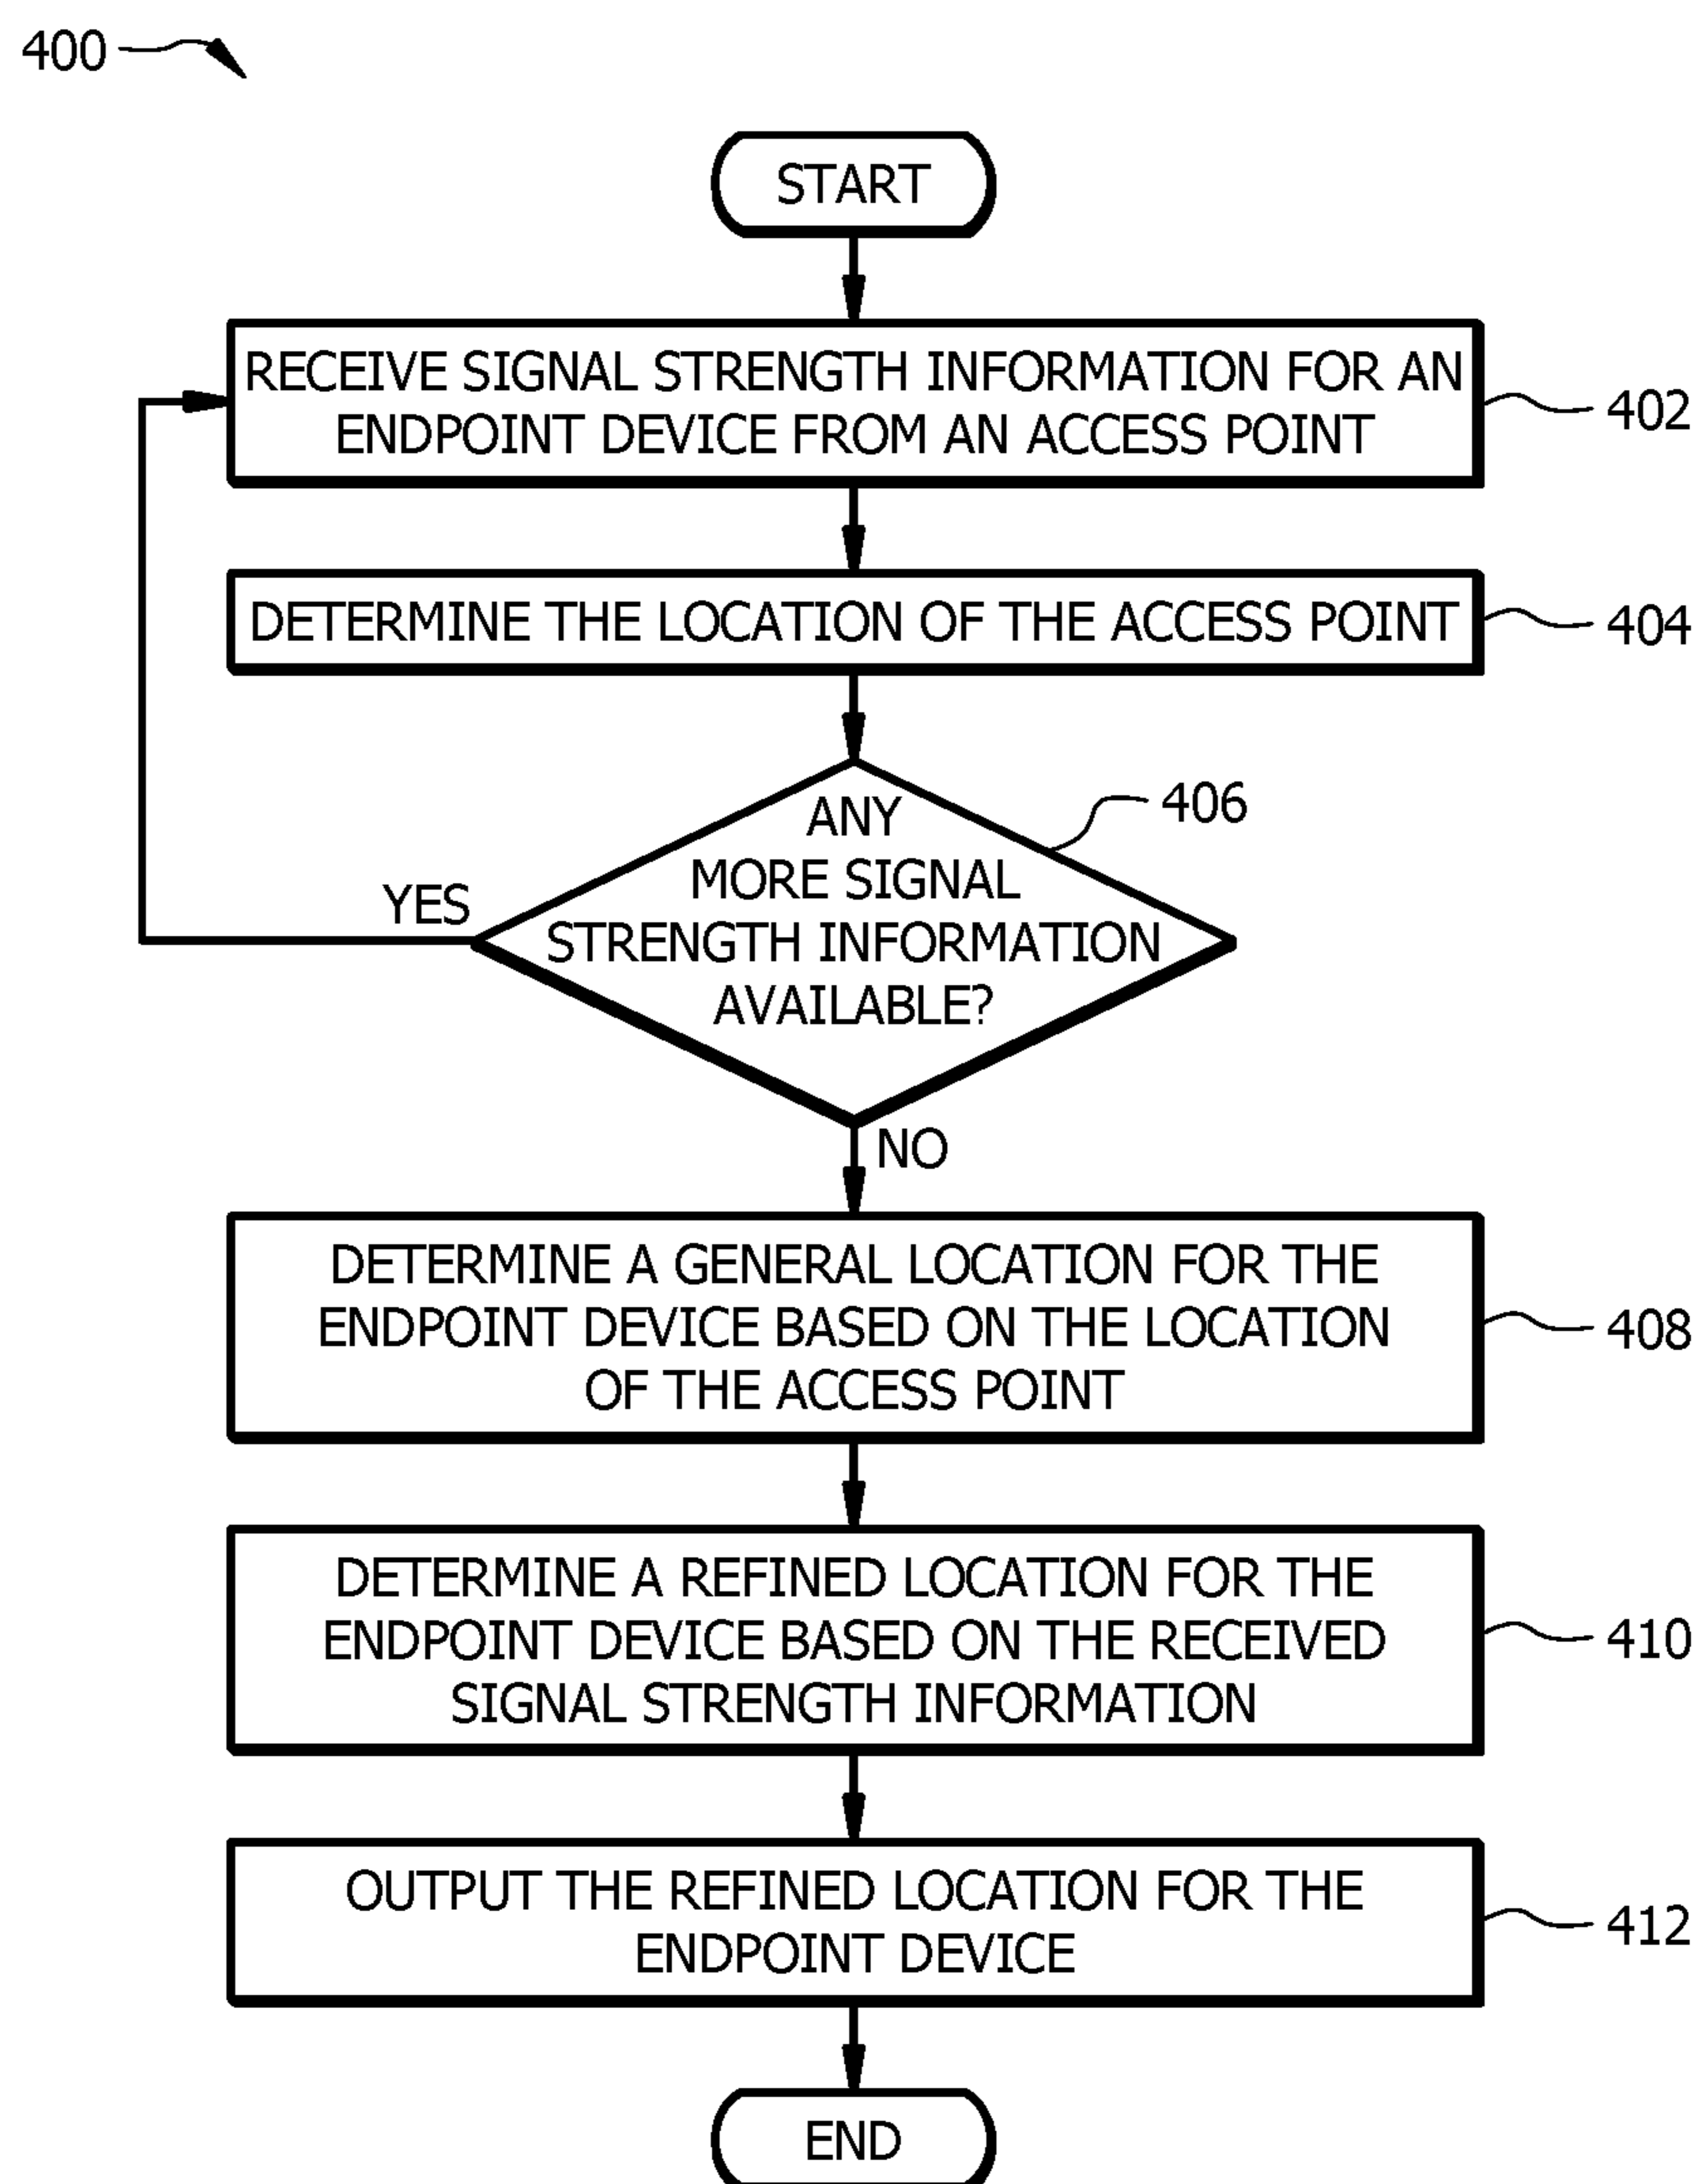 400
START
RECEIVE SIGNAL STRENGTH INFORMATION FOR AN
ENDPOINT DEVICE FROM AN ACCESS POINT
402
DETERMINE THE LOCATION OF THE ACCESS POINT
404
ANY
MORE SIGNAL
STRENGTH INFORMATION
AVAILABLE?
406
YES
NO
DETERMINE A GENERAL LOCATION FOR THE
ENDPOINT DEVICE BASED ON THE LOCATION
OF THE ACCESS POINT
408
DETERMINE A REFINED LOCATION FOR THE
ENDPOINT DEVICE BASED ON THE RECEIVED
SIGNAL STRENGTH INFORMATION
410
OUTPUT THE REFINED LOCATION FOR THE
ENDPOINT DEVICE
412
END